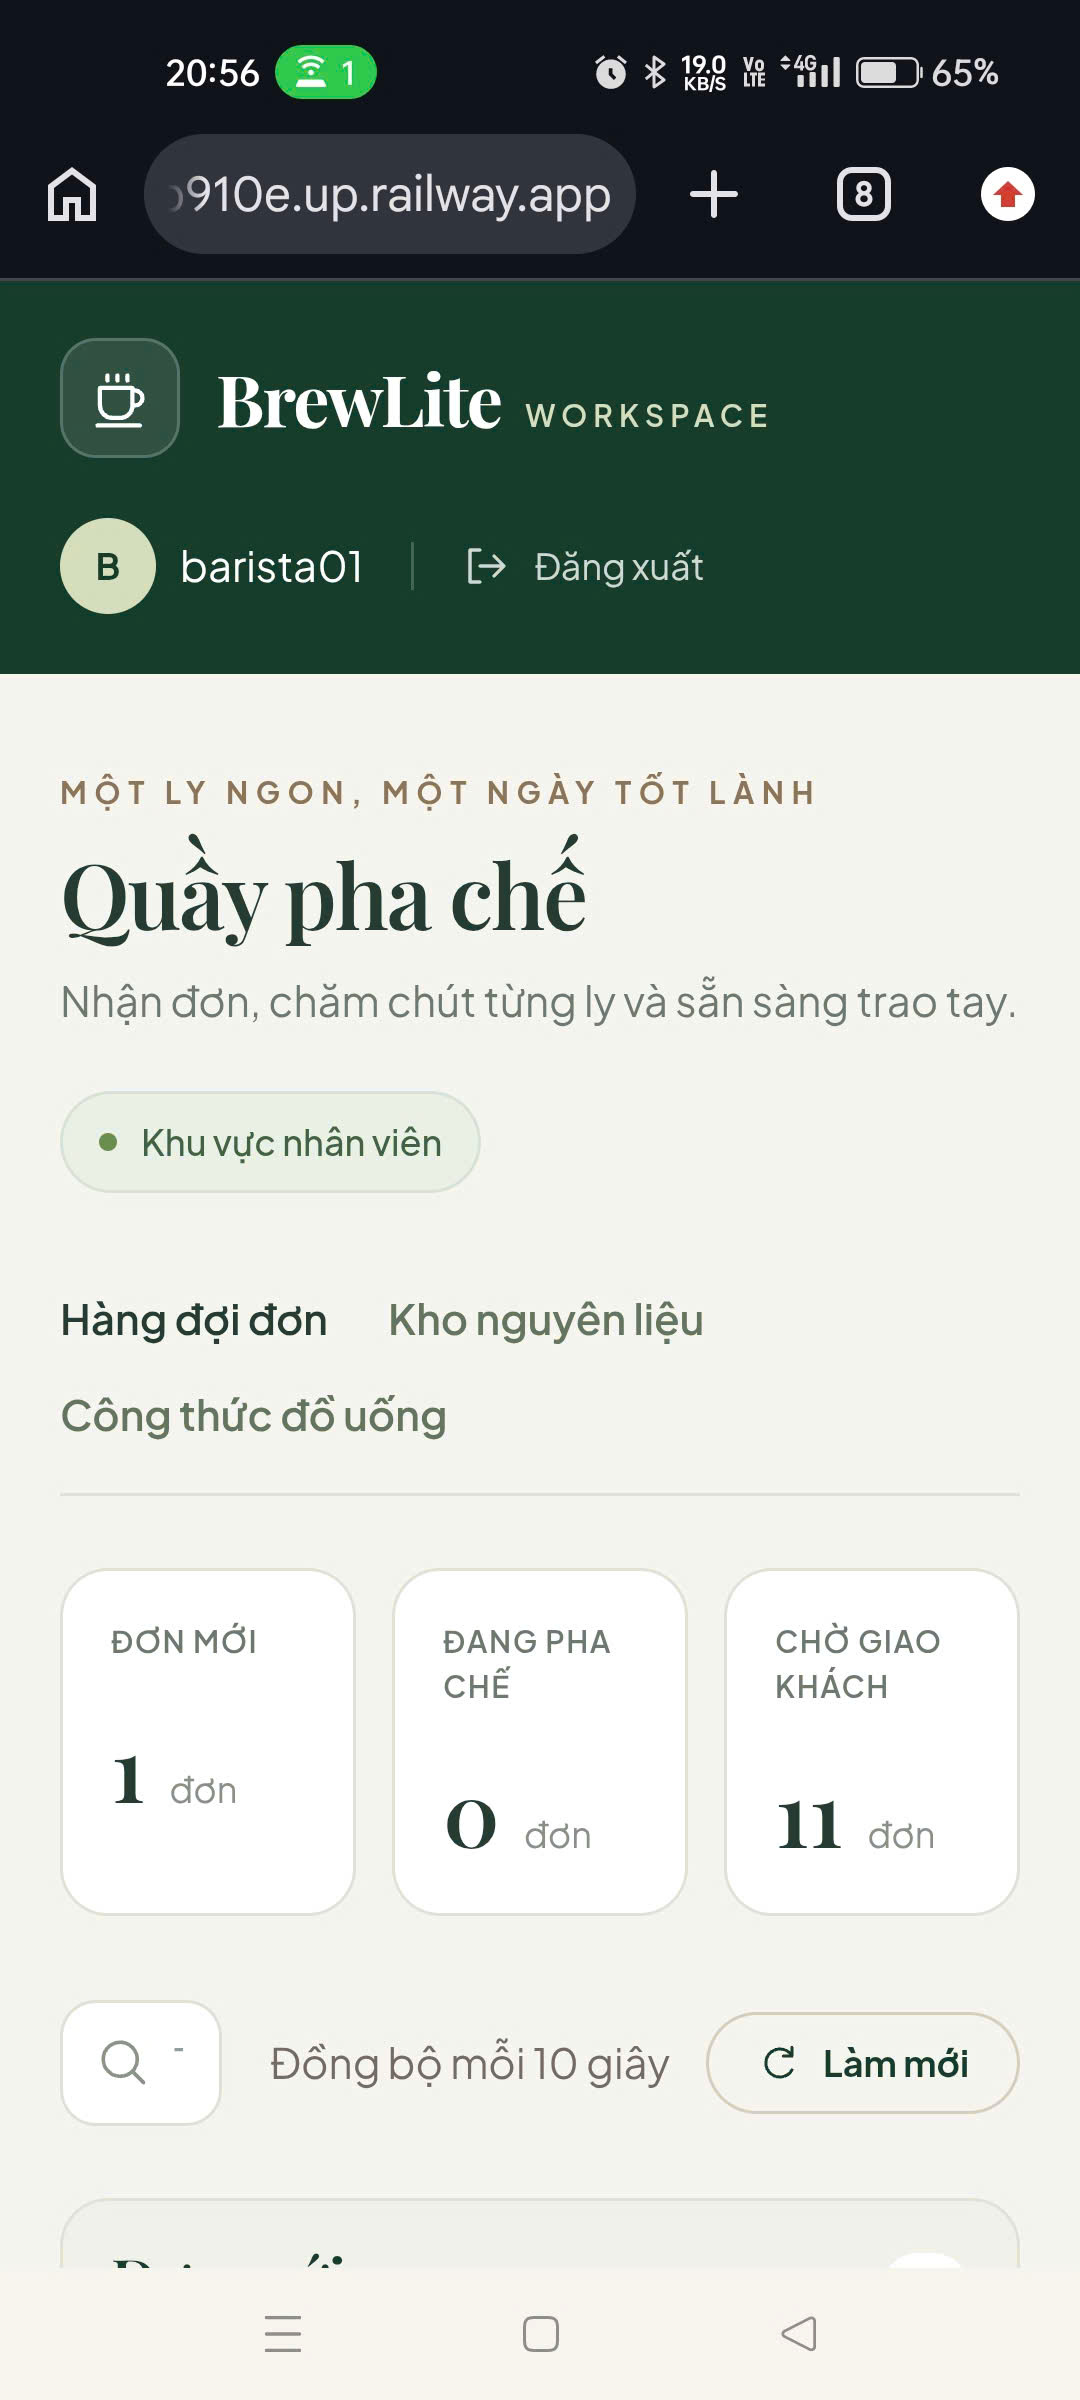 20:56 1 19.0 KB/S Vo LTE 4G 65%
910e.up.railway.app 8
BrewLite WORKSPACE
B barista01 Đăng xuất
MỘT LY NGON, MỘT NGÀY TỐT LÀNH
Quầy pha chế
Nhận đơn, chăm chút từng ly và sẵn sàng trao tay.
Khu vực nhân viên
Hàng đợi đơn Kho nguyên liệu
Công thức đồ uống
ĐƠN MỚI
1 đơn
ĐANG PHA
CHẾ
0 đơn
CHỜ GIAO
KHÁCH
11 đơn
Đồng bộ mỗi 10 giây Làm mới